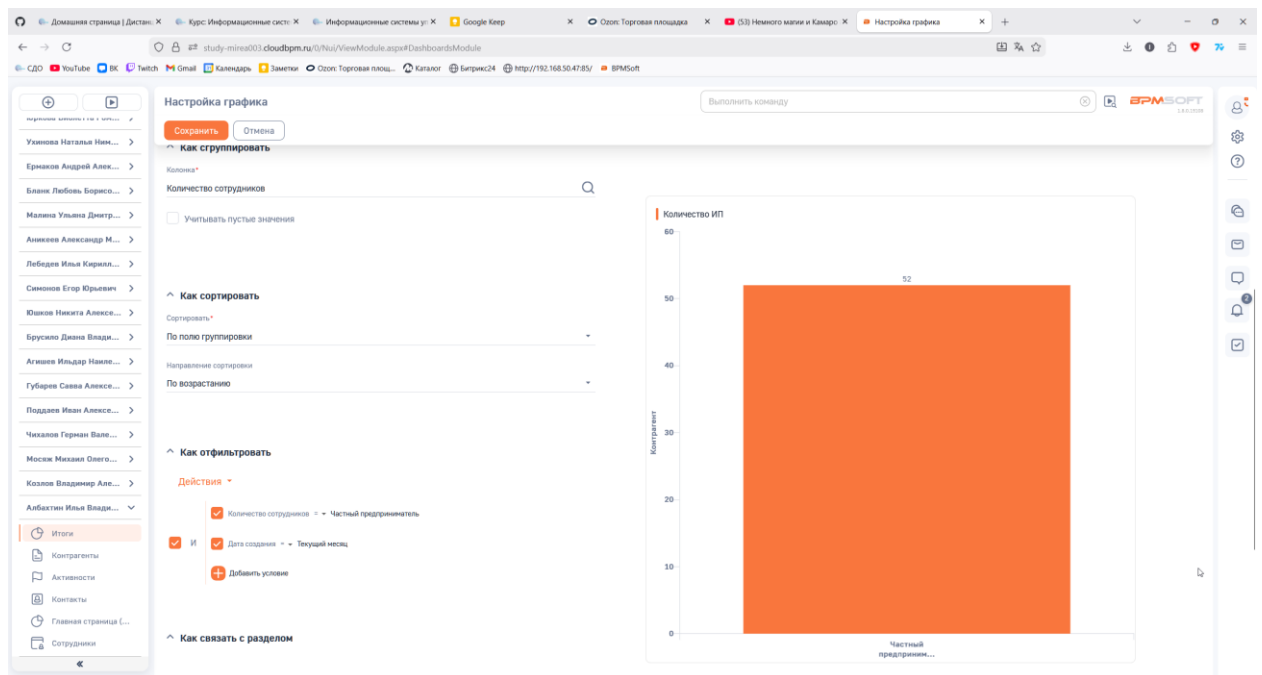 Домашняя страница | Дистанц
Курс: Информационные систе
Информационные системы уп
Google Keep
Ozon: Торговая площадка
(53) Немного магии и Камаро
Настройка графика
study-mirea003.cloudbpm.ru/0/Nui/ViewModule.aspx#DashboardsModule
СДО YouTube ВК Twitch Gmail Календарь Заметки Ozon: Торговая площ... Каталог Битрикс24 http://192.168.50.47:85/ BPMSoft
Настройка графика
Выполнить команду
BPMSOFT
Сохранить Отмена
Ухинова Наталья Ним...
Ермаков Андрей Алек...
Бланк Любовь Борисо...
Малина Ульяна Дмитр...
Аникеев Александр М...
Лебедев Илья Кирилл...
Симонов Егор Юрьевич
Юшков Никита Алексе...
Брусило Диана Влади...
Агишев Ильдар Наиле...
Губарев Савва Алексе...
Поддаев Иван Алексе...
Чихалов Герман Вале...
Мосяж Михаил Олего...
Козлов Владимир Але...
Албахтин Илья Влади...
Итоги
Контрагенты
Активности
Контакты
Главная страница (...
Сотрудники
Как сгруппировать
Колонка*
Количество сотрудников
Учитывать пустые значения
Как сортировать
Сортировать*
По полю группировки
Направление сортировки
По возрастанию
Как отфильтровать
Действия
Количество сотрудников = Частный предприниматель
И
Дата создания = Текущий месяц
Добавить условие
Как связать с разделом
Количество ИП
60
52
50
40
30
20
10
0
Контрагент
Частный
предприним...
2